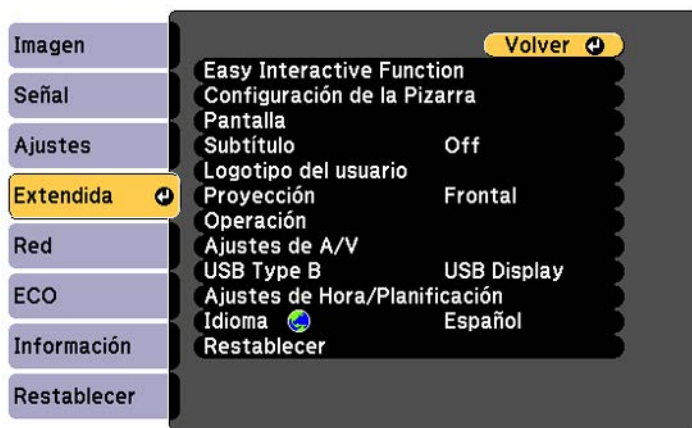 Imagen
Señal
Ajustes
Extendida
Red
ECO
Información
Restablecer
Volver
Easy Interactive Function
Configuración de la Pizarra
Pantalla
Subtítulo Off
Logotipo del usuario
Proyección Frontal
Operación
Ajustes de A/V
USB Type B USB Display
Ajustes de Hora/Planificación
Idioma Español
Restablecer